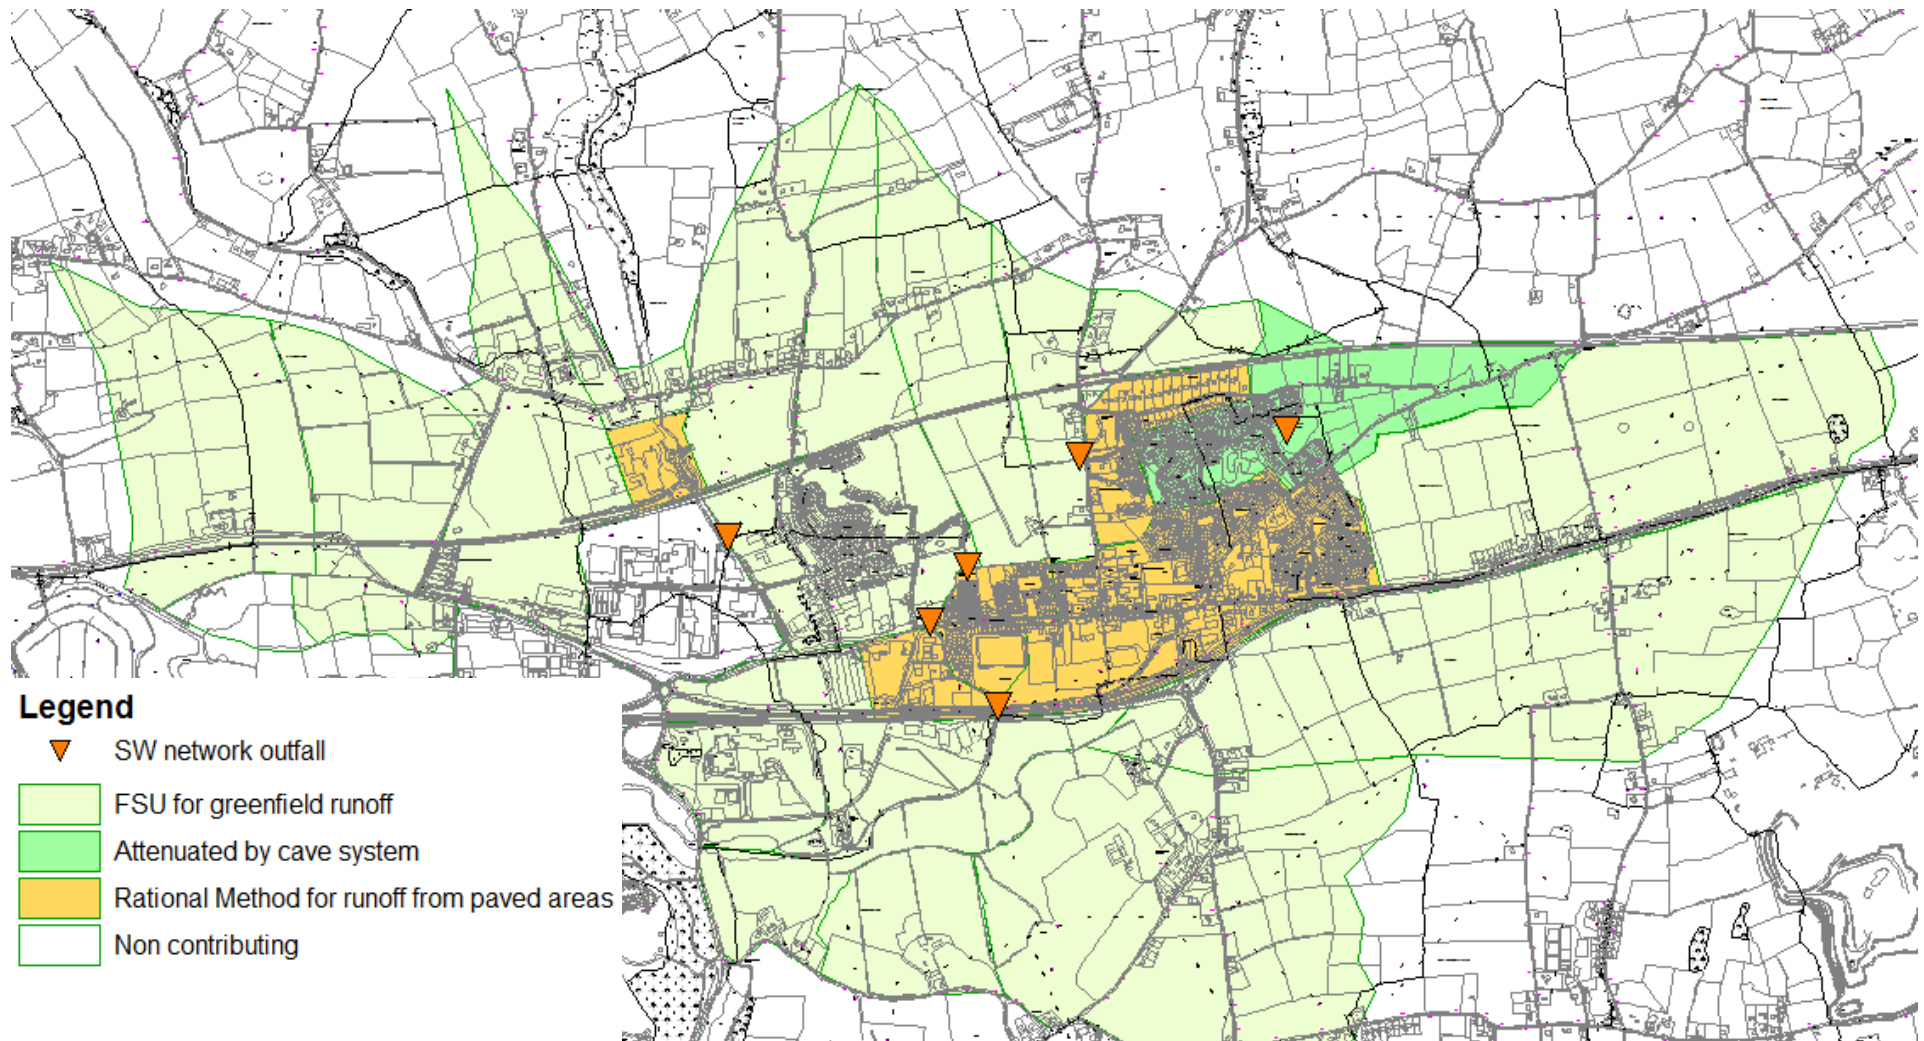 Legend
SW network outfall
FSU for greenfield runoff
Attenuated by cave system
Rational Method for runoff from paved areas
Non contributing